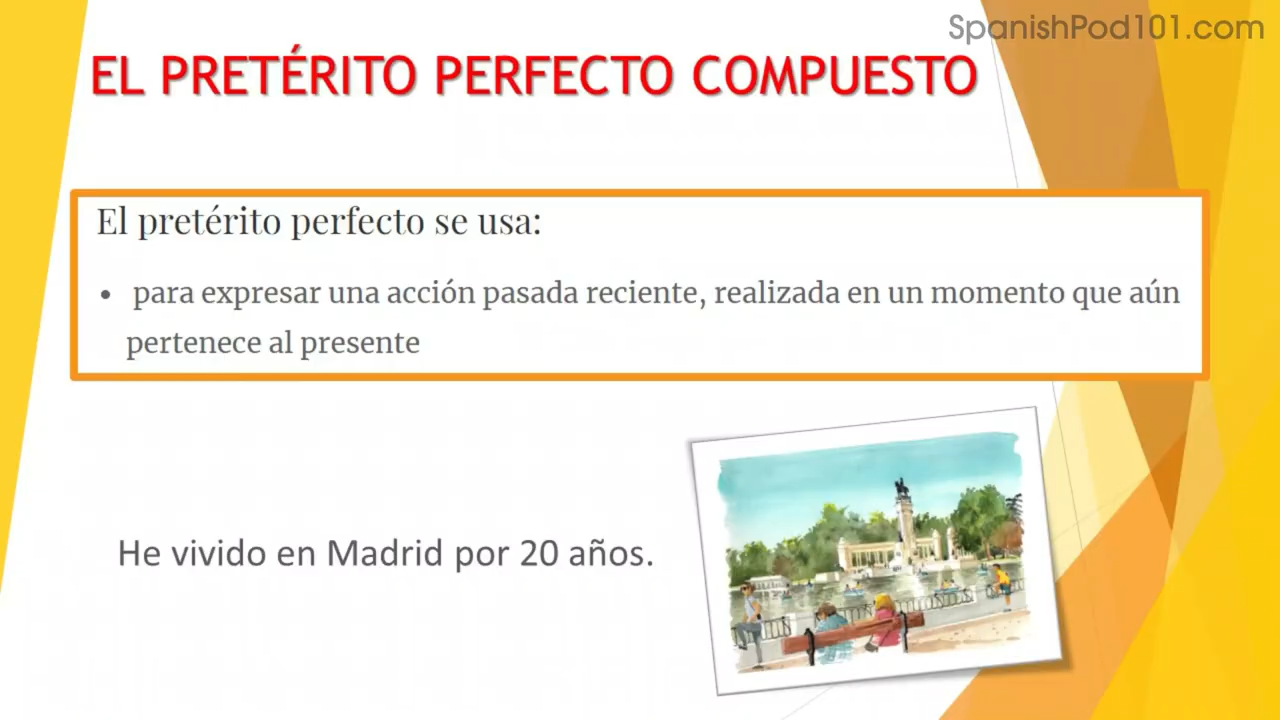 SpanishPod101.com
EL PRETÉRITO PERFECTO COMPUESTO
El pretérito perfecto se usa:
• para expresar una acción pasada reciente, realizada en un momento que aún
pertenece al presente
He vivido en Madrid por 20 años.